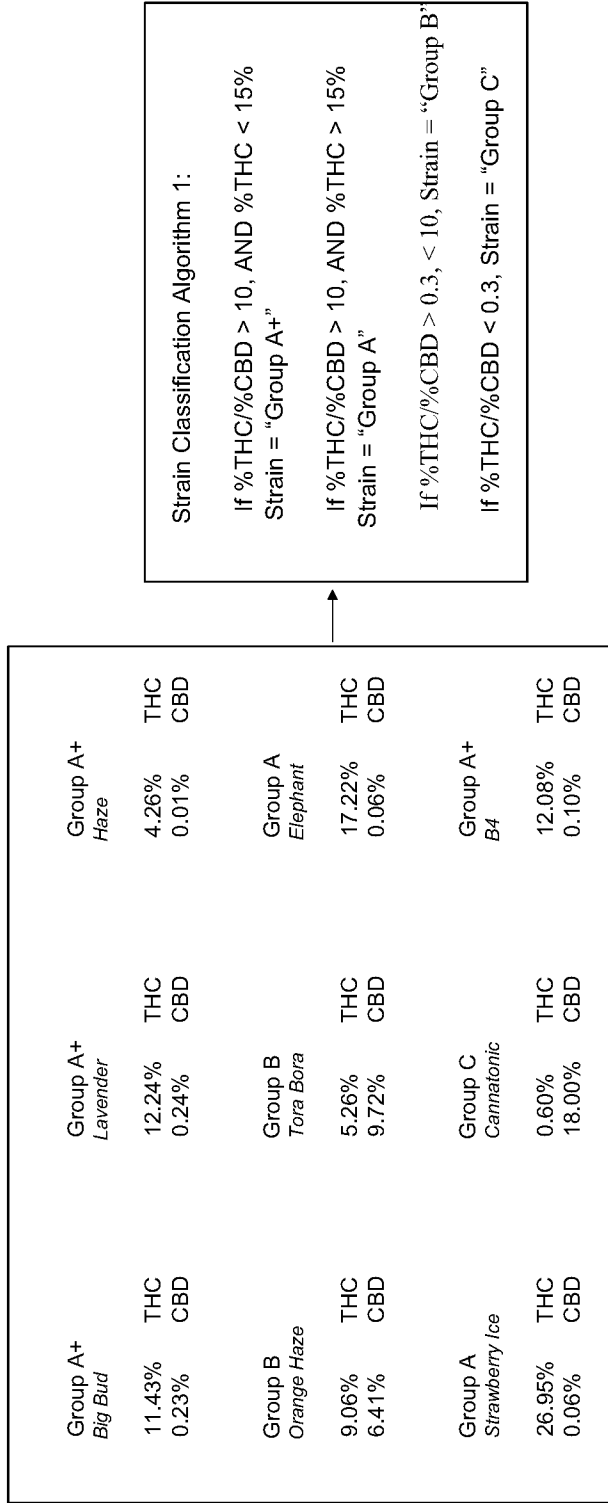 Group A+
Big Bud
11.43% THC
0.23% CBD
Group A+
Lavender
12.24% THC
0.24% CBD
Group A+
Haze
4.26% THC
0.01% CBD
Group B
Orange Haze
9.06% THC
6.41% CBD
Group B
Tora Bora
5.26% THC
9.72% CBD
Group A
Elephant
17.22% THC
0.06% CBD
Group A
Strawberry Ice
26.95% THC
0.06% CBD
Group C
Cannatonic
0.60% THC
18.00% CBD
Group A+
B4
12.08% THC
0.10% CBD
Strain Classification Algorithm 1:
If %THC/%CBD > 10, AND %THC < 15%
Strain = “Group A+”
If %THC/%CBD > 10, AND %THC > 15%
Strain = “Group A”
If %THC/%CBD > 0.3, < 10, Strain = “Group B”
If %THC/%CBD < 0.3, Strain = “Group C”